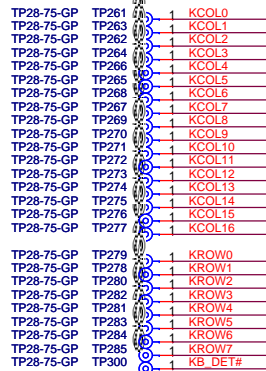 TP28-75-GP TP261 1 KCOL0
TP28-75-GP TP263 1 KCOL1
TP28-75-GP TP262 1 KCOL2
TP28-75-GP TP264 1 KCOL3
TP28-75-GP TP266 1 KCOL4
TP28-75-GP TP265 1 KCOL5
TP28-75-GP TP268 1 KCOL6
TP28-75-GP TP267 1 KCOL7
TP28-75-GP TP269 1 KCOL8
TP28-75-GP TP270 1 KCOL9
TP28-75-GP TP271 1 KCOL10
TP28-75-GP TP272 1 KCOL11
TP28-75-GP TP273 1 KCOL12
TP28-75-GP TP274 1 KCOL13
TP28-75-GP TP275 1 KCOL14
TP28-75-GP TP276 1 KCOL15
TP28-75-GP TP277 1 KCOL16
TP28-75-GP TP279 1 KROW0
TP28-75-GP TP278 1 KROW1
TP28-75-GP TP280 1 KROW2
TP28-75-GP TP282 1 KROW3
TP28-75-GP TP281 1 KROW4
TP28-75-GP TP283 1 KROW5
TP28-75-GP TP284 1 KROW6
TP28-75-GP TP285 1 KROW7
TP28-75-GP TP300 1 KB_DET#